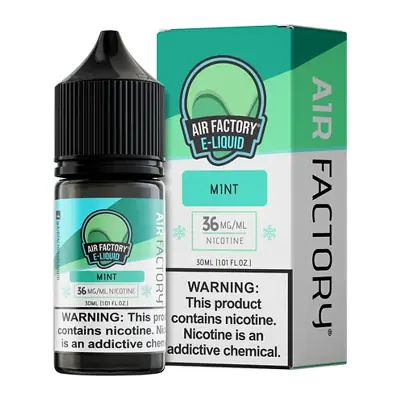 AIR FACTORY
E-LIQUID
MINT
36 MG/ML NICOTINE
30ML [1.01 FL.OZ.]
WARNING: This product
contains nicotine. Nicotine is
an addictive chemical.
AIR FACTORY
AIR FACTORY
E-LIQUID
MINT
36 MG/ML
NICOTINE
30ML [1.01 FL.OZ.]
WARNING:
This product
contains nicotine.
Nicotine is an
addictive chemical.
AIR FACTORY®